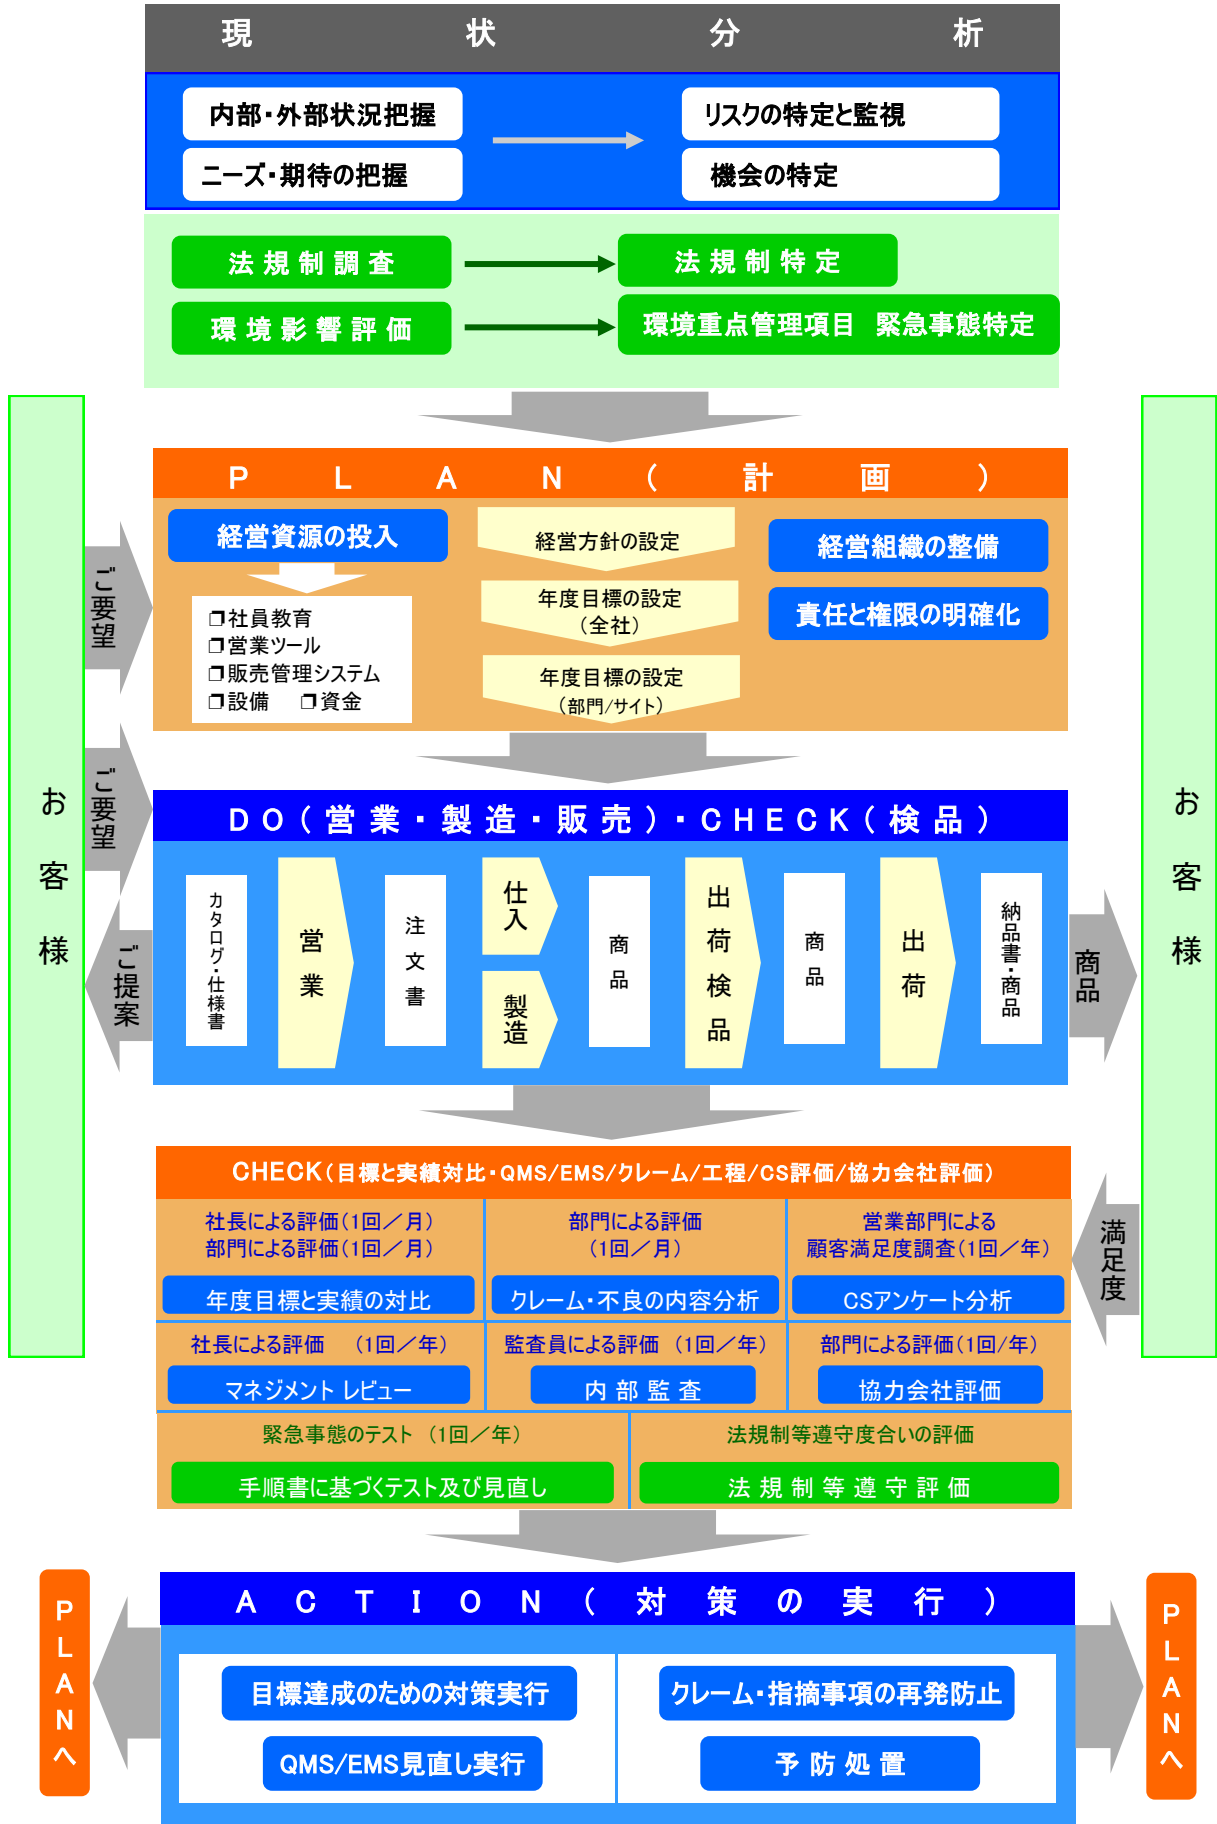 現状分析
内部・外部状況把握
リスクの特定と監視
ニーズ・期待の把握
機会の特定
法規制調査
法規制特定
環境影響評価
環境重点管理項目　緊急事態特定
PLAN(計画)
経営資源の投入
❐社員教育
❐営業ツール
❐販売管理システム
❐設備　❐資金
経営方針の設定
年度目標の設定
（全社）
年度目標の設定
（部門/サイト）
経営組織の整備
責任と権限の明確化
ご要望
ご要望
ご提案
お客様
お客様
DO(営業・製造・販売)・CHECK(検品)
カタログ・仕様書
営業
注文書
仕入
製造
商品
出荷検品
商品
出荷
納品書・商品
商品
CHECK(目標と実績対比・QMS/EMS/クレーム/工程/CS評価/協力会社評価)
社長による評価(1回／月)
部門による評価(1回／月)
年度目標と実績の対比
部門による評価
(1回／月)
クレーム・不良の内容分析
営業部門による
顧客満足度調査(1回／年)
CSアンケート分析
満足度
社長による評価　(1回／年)
マネジメントレビュー
監査員による評価 (1回／年)
内部監査
部門による評価(1回/年)
協力会社評価
緊急事態のテスト (1回／年)
手順書に基づくテスト及び見直し
法規制等遵守度合いの評価
法規制等遵守評価
ACTION(対策の実行)
目標達成のための対策実行
クレーム・指摘事項の再発防止
QMS/EMS見直し実行
予防処置
PLANへ
PLANへ